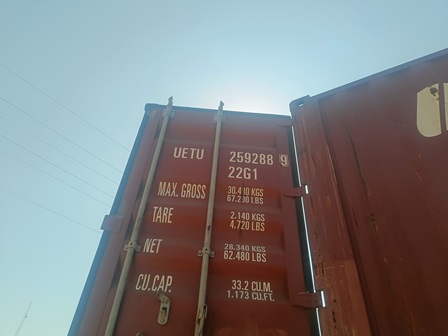 UETU 259288 9
22G1
MAX. GROSS 30.480 KGS
67.200 LBS
TARE 2.140 KGS
4.720 LBS
NET 28.340 KGS
62.480 LBS
CU.CAP. 33.2 CU.M.
1.173 CU.FT.